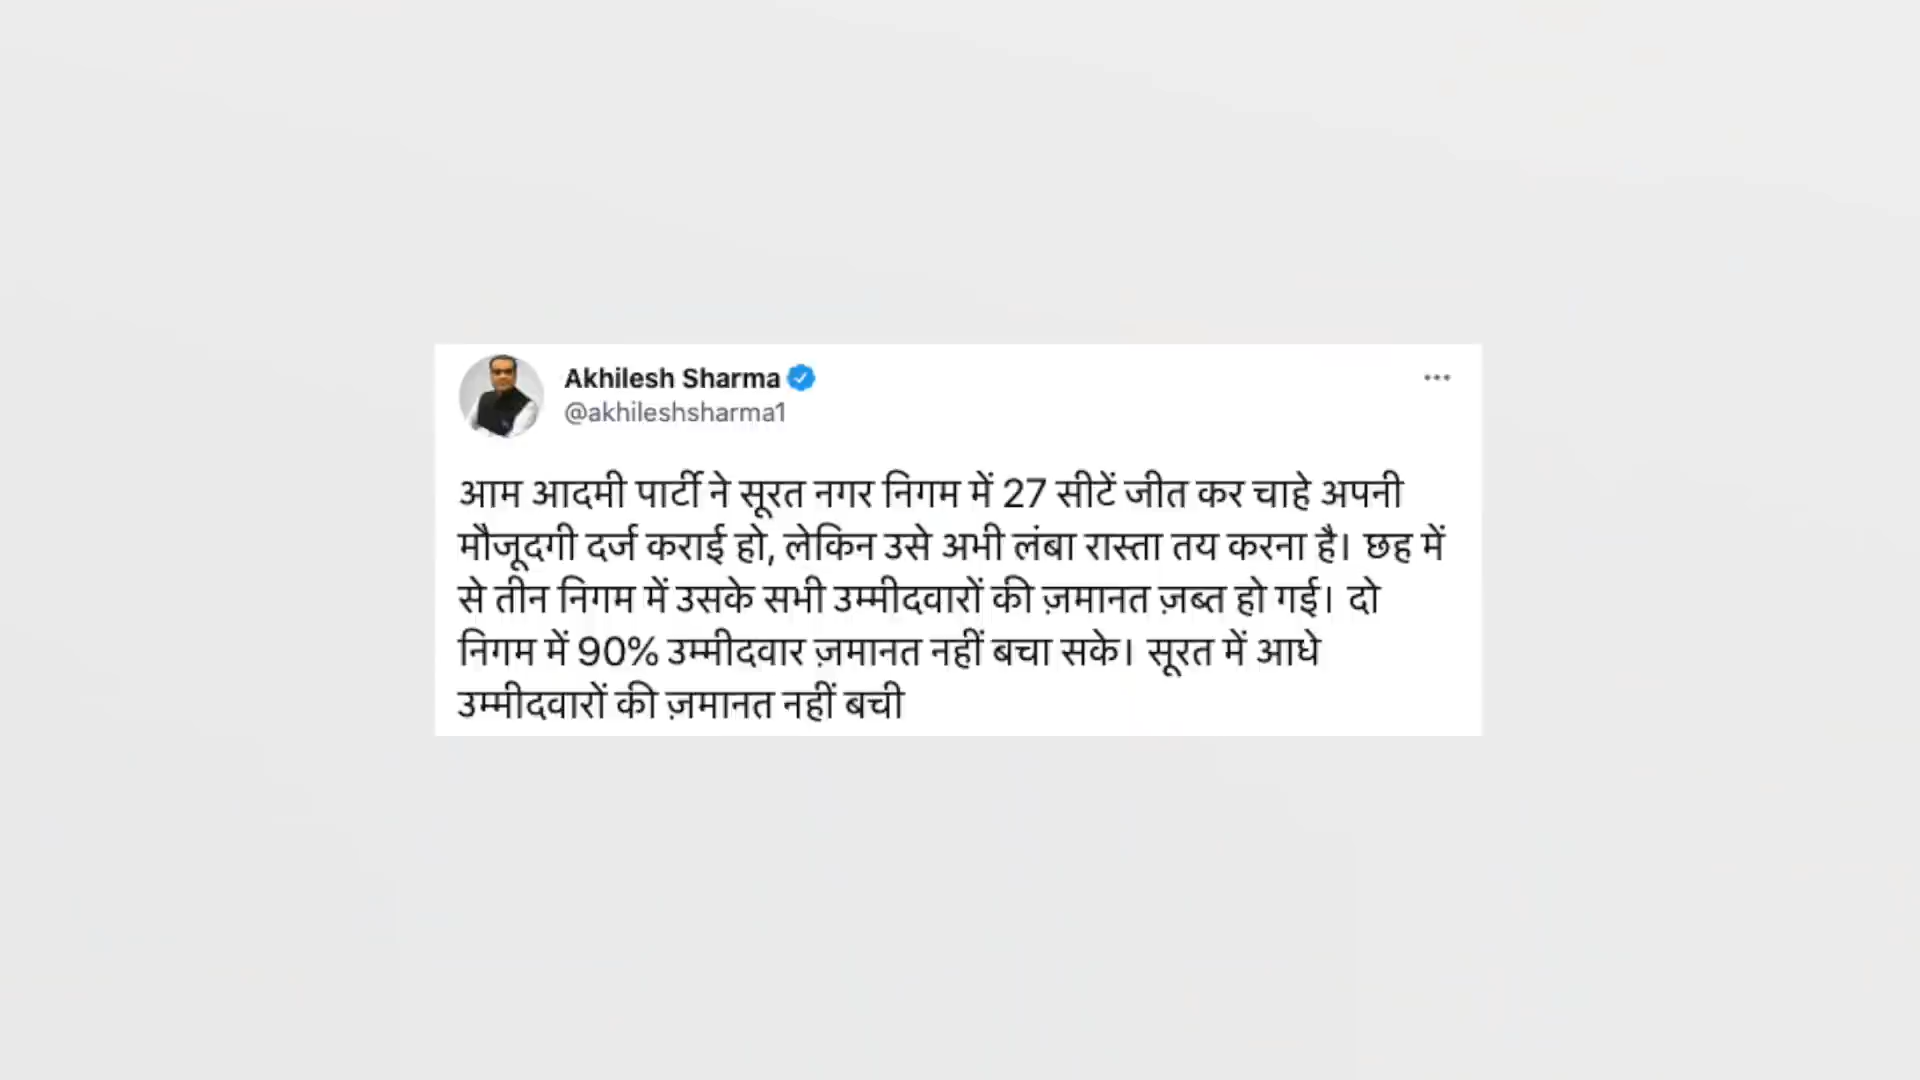 Akhilesh Sharma
@akhileshsharma1
आम आदमी पार्टी ने सूरत नगर निगम में 27 सीटें जीत कर चाहे अपनी
मौजूदगी दर्ज कराई हो, लेकिन उसे अभी लंबा रास्ता तय करना है। छह में
से तीन निगम में उसके सभी उम्मीदवारों की ज़मानत ज़ब्त हो गई। दो
निगम में 90% उम्मीदवार ज़मानत नहीं बचा सके। सूरत में आधे
उम्मीदवारों की ज़मानत नहीं बची